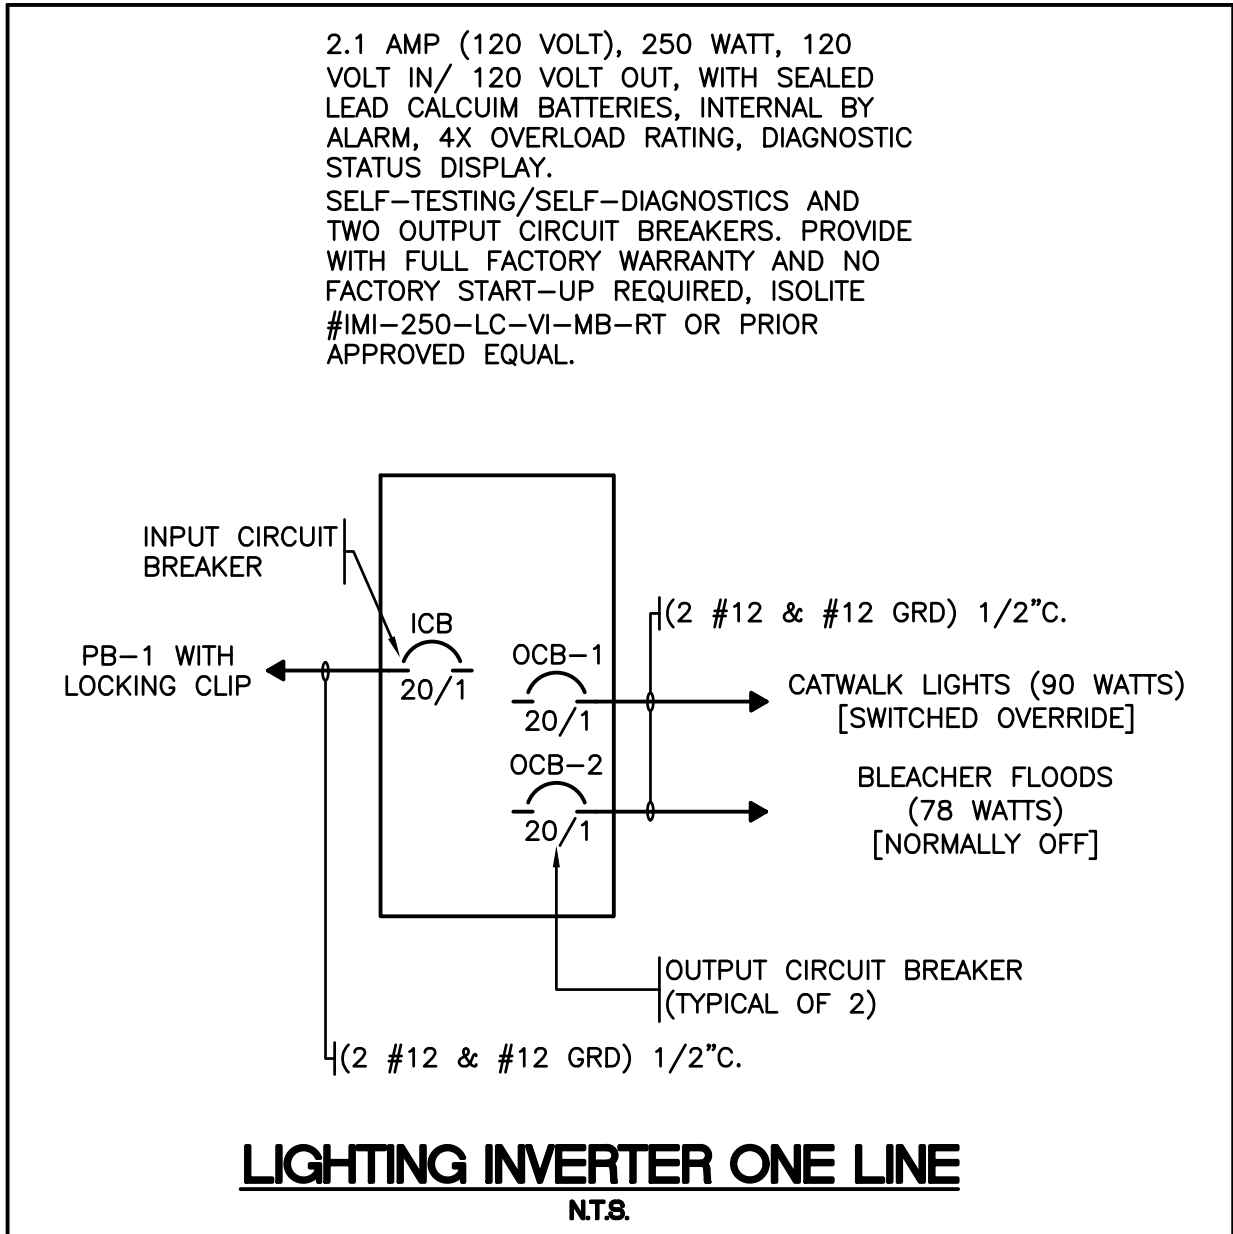 2.1 AMP (120 VOLT), 250 WATT, 120
VOLT IN/ 120 VOLT OUT, WITH SEALED
LEAD CALCUIM BATTERIES, INTERNAL BY
ALARM, 4X OVERLOAD RATING, DIAGNOSTIC
STATUS DISPLAY.
SELF-TESTING/SELF-DIAGNOSTICS AND
TWO OUTPUT CIRCUIT BREAKERS. PROVIDE
WITH FULL FACTORY WARRANTY AND NO
FACTORY START-UP REQUIRED, ISOLITE
#IMI-250-LC-VI-MB-RT OR PRIOR
APPROVED EQUAL.
INPUT CIRCUIT
BREAKER
PB-1 WITH
LOCKING CLIP
ICB
20/1
OCB-1
20/1
OCB-2
20/1
(2 #12 & #12 GRD) 1/2"C.
CATWALK LIGHTS (90 WATTS)
[SWITCHED OVERRIDE]
BLEACHER FLOODS
(78 WATTS)
[NORMALLY OFF]
OUTPUT CIRCUIT BREAKER
(TYPICAL OF 2)
(2 #12 & #12 GRD) 1/2"C.
LIGHTING INVERTER ONE LINE
N.T.S.